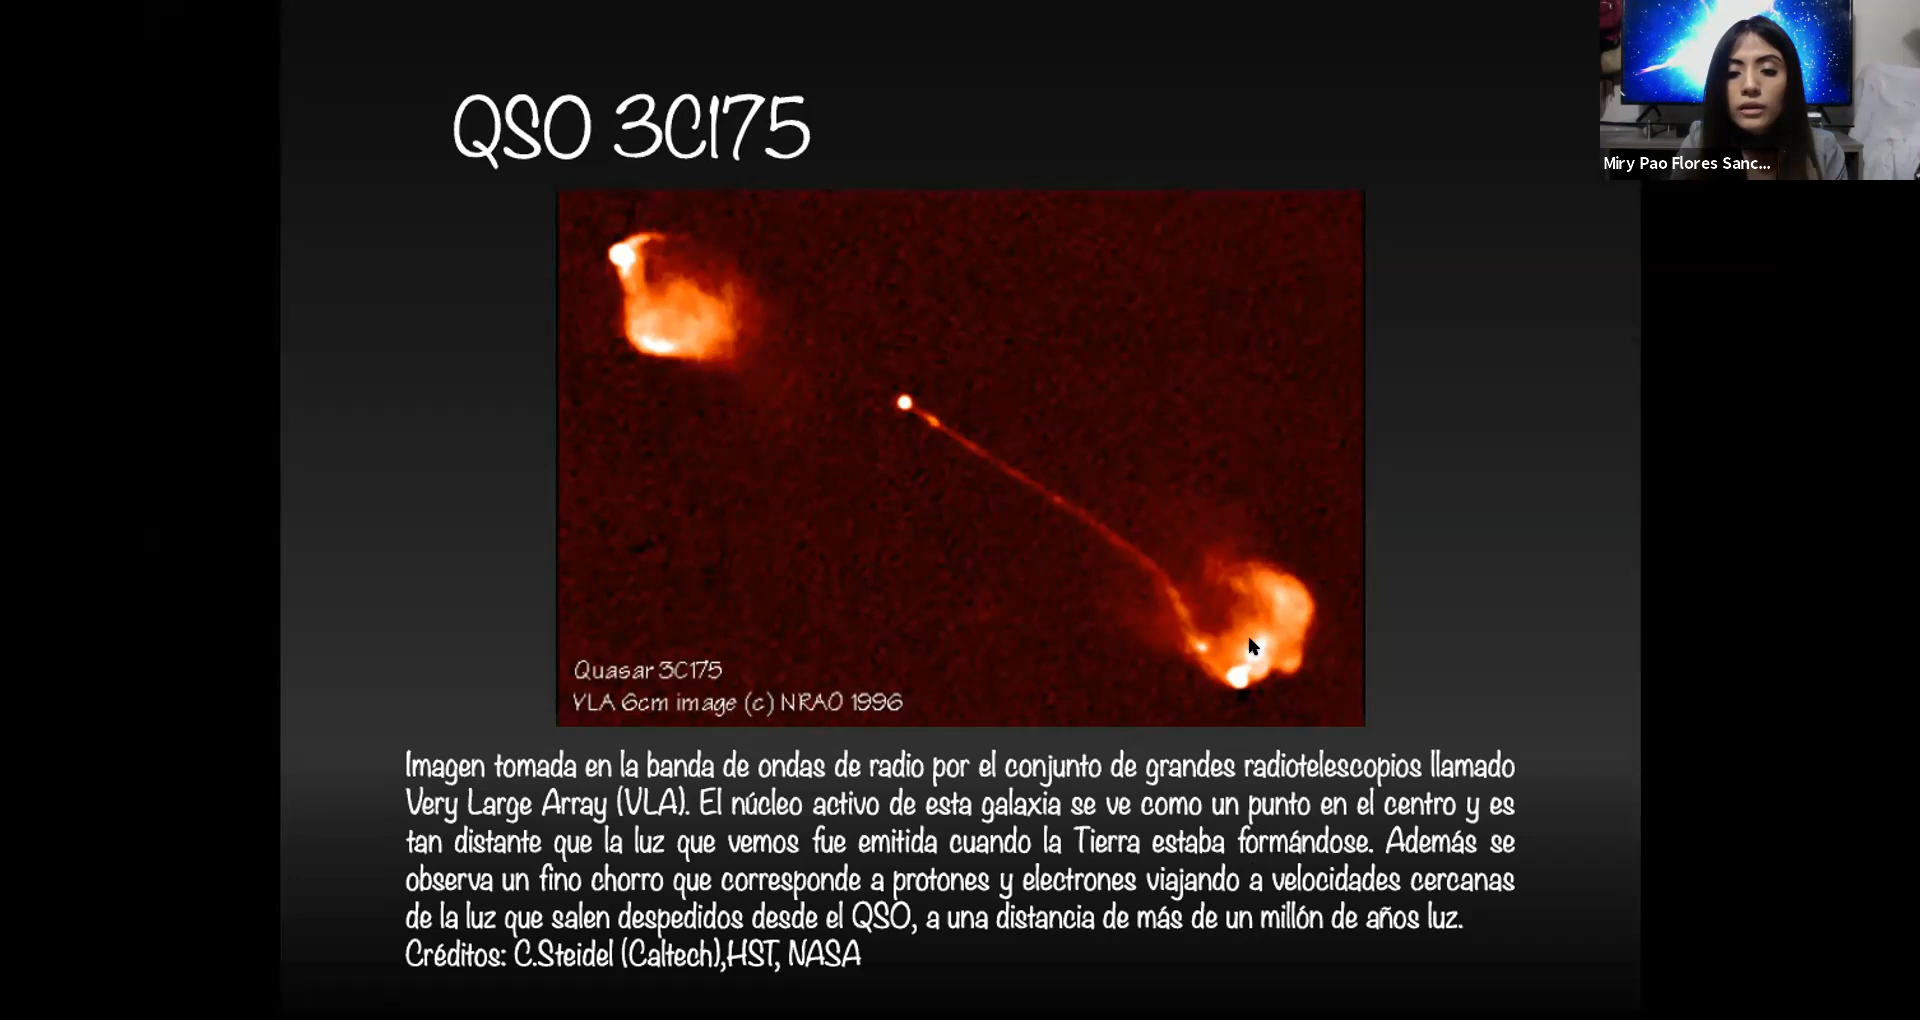 QSO 3C175
Miry Pao Flores Sanc...
Quasar 3C175
VLA 6cm image (c) NRAO 1996
Imagen tomada en la banda de ondas de radio por el conjunto de grandes radiotelescopios llamado
Very Large Array (VLA). El núcleo activo de esta galaxia se ve como un punto en el centro y es
tan distante que la luz que vemos fue emitida cuando la Tierra estaba formándose. Además se
observa un fino chorro que corresponde a protones y electrones viajando a velocidades cercanas
de la luz que salen despedidos desde el QSO, a una distancia de más de un millón de años luz.
Créditos: C.Steidel (Caltech),HST, NASA